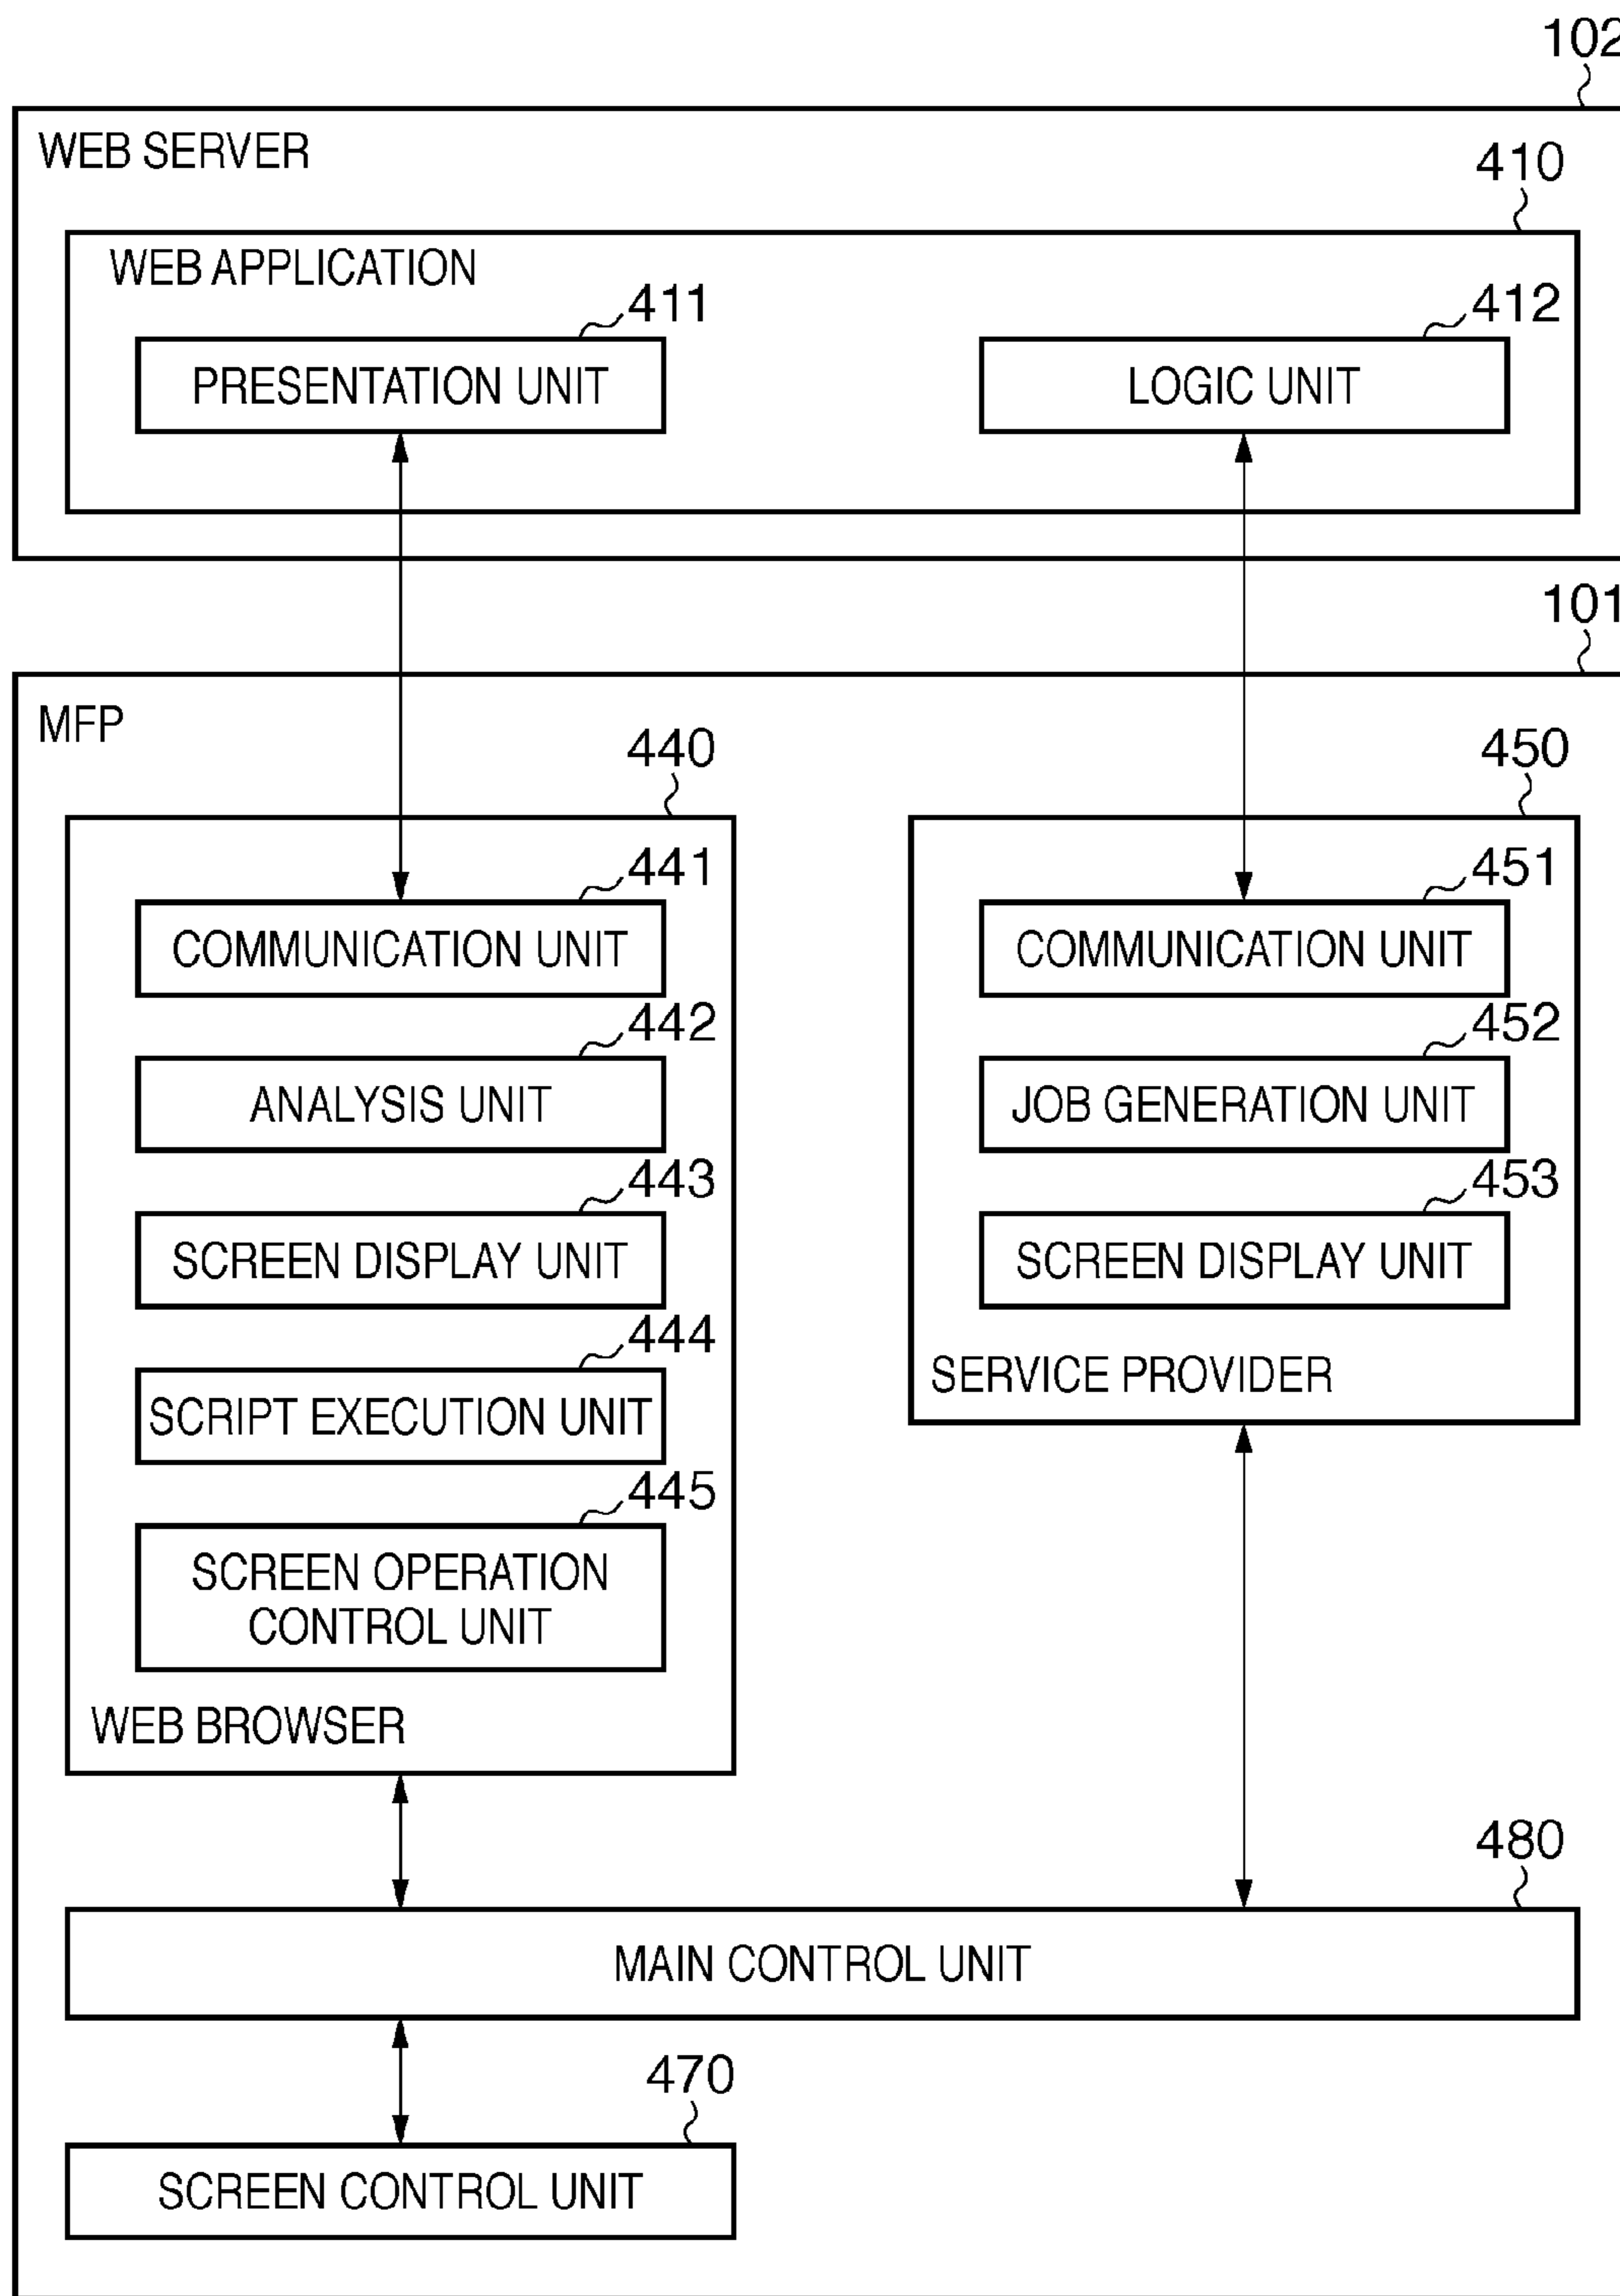 102
WEB SERVER
410
WEB APPLICATION
411
412
PRESENTATION UNIT
LOGIC UNIT
101
MFP
440
450
441
451
COMMUNICATION UNIT
COMMUNICATION UNIT
442
452
ANALYSIS UNIT
JOB GENERATION UNIT
443
453
SCREEN DISPLAY UNIT
SCREEN DISPLAY UNIT
444
SERVICE PROVIDER
SCRIPT EXECUTION UNIT
445
SCREEN OPERATION
CONTROL UNIT
WEB BROWSER
480
MAIN CONTROL UNIT
470
SCREEN CONTROL UNIT